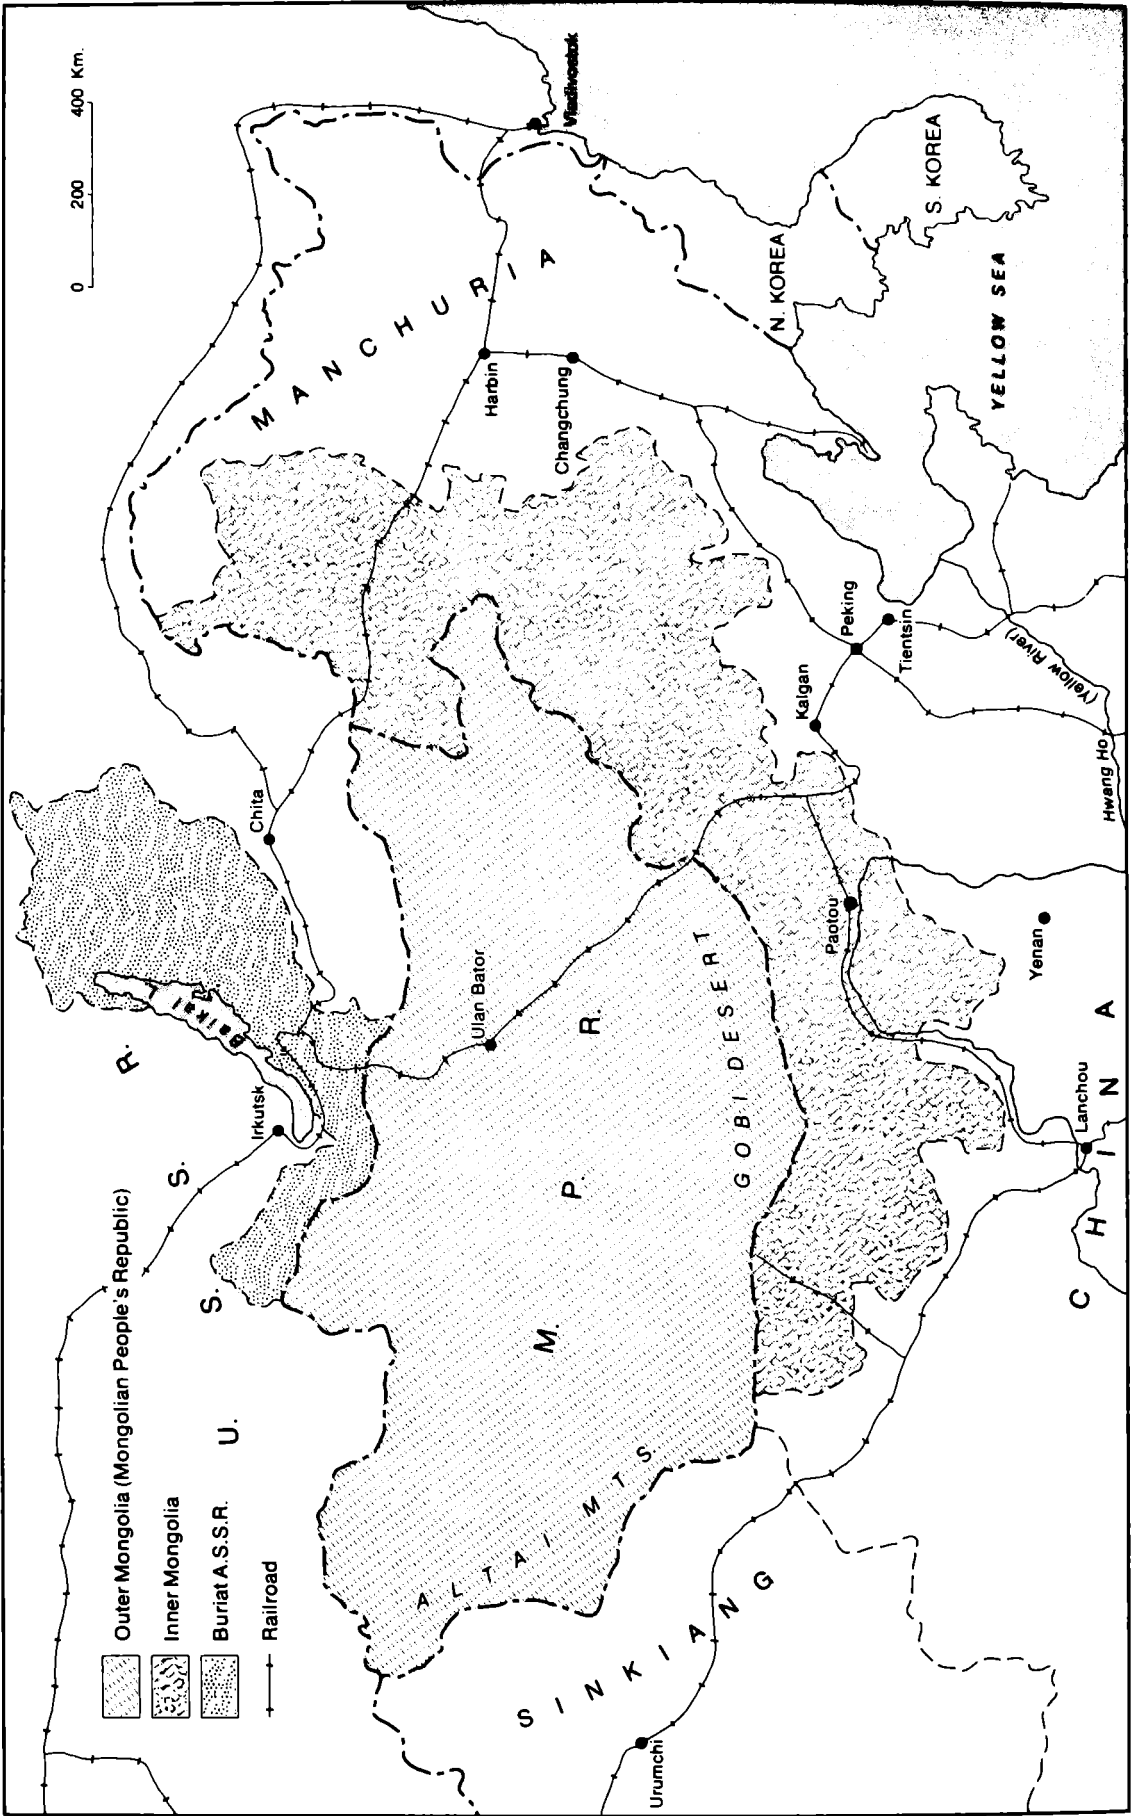 Outer Mongolia (Mongolian People's Republic)
Inner Mongolia
Buriat A.S.S.R.
Railroad
0 200 400 Km.
U. S. S. R.
Irkutsk
L. Baikal
Chita
MANCHURIA
Vladivostok
Harbin
Changchung
Ulan Bator
M. P. R.
ALTAI MTS.
GOBI DESERT
SINKIANG
Urumchi
Kalgan
Peking
Tientsin
N. KOREA
S. KOREA
YELLOW SEA
Paotou
Yenan
Lanchou
Hwang Ho
(Yellow River)
CHINA